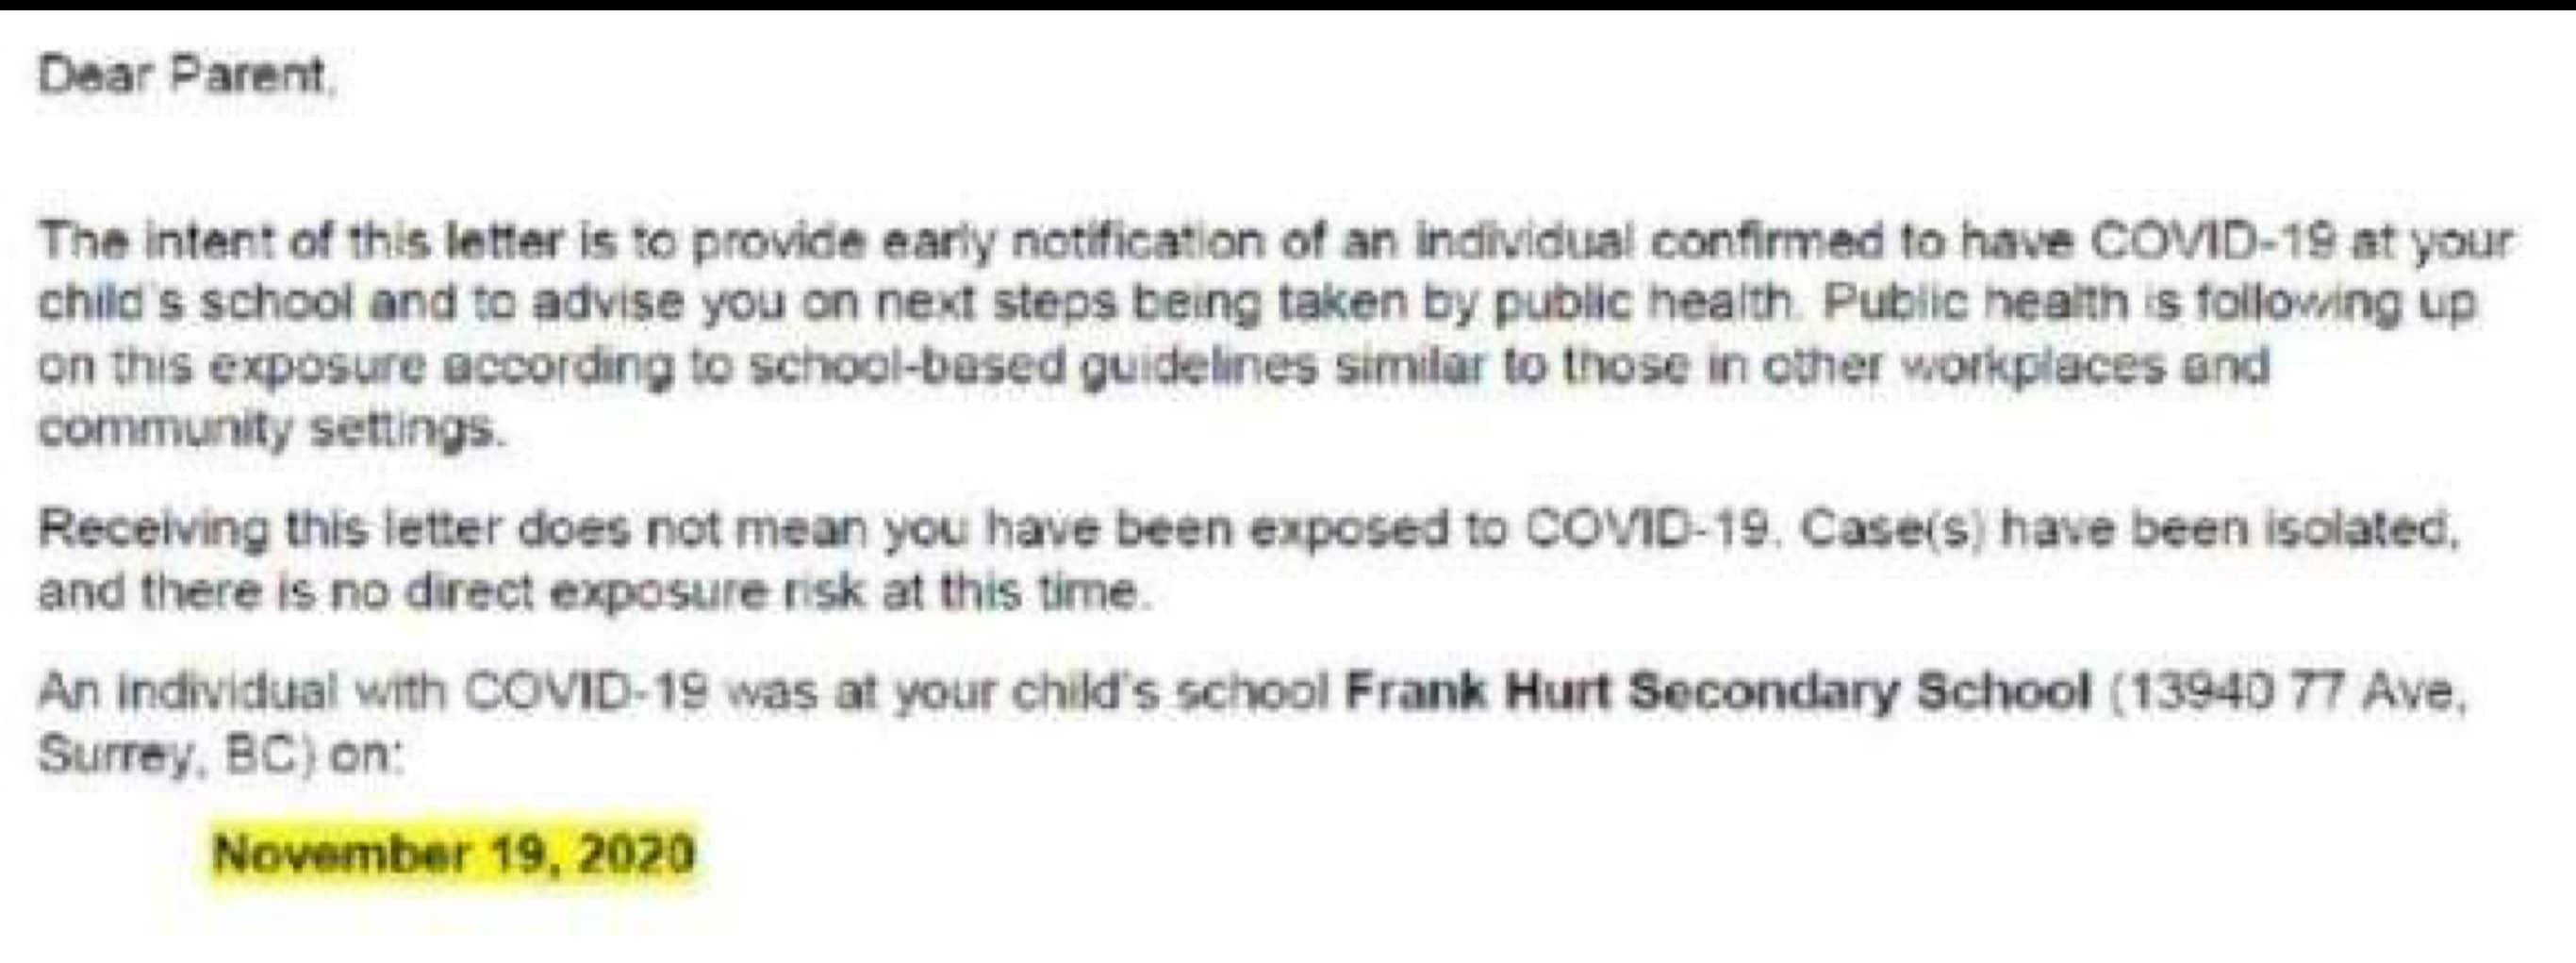 Dear Parent,
The intent of this letter is to provide early notification of an individual confirmed to have COVID-19 at your
child's school and to advise you on next steps being taken by public health. Public health is following up
on this exposure according to school-based guidelines similar to those in other workplaces and
community settings.
Receiving this letter does not mean you have been exposed to COVID-19. Case(s) have been isolated,
and there is no direct exposure risk at this time.
An individual with COVID-19 was at your child's school Frank Hurt Secondary School (13940 77 Ave,
Surrey, BC) on:
November 19, 2020